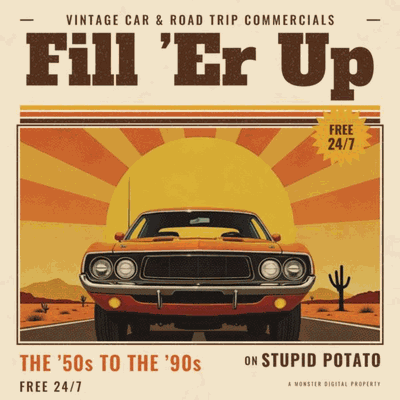 VINTAGE CAR & ROAD TRIP COMMERCIALS
Fill 'Er Up
FREE
24/7
THE '50s TO THE '90s
ON STUPID POTATO
FREE 24/7
A MONSTER DIGITAL PROPERTY